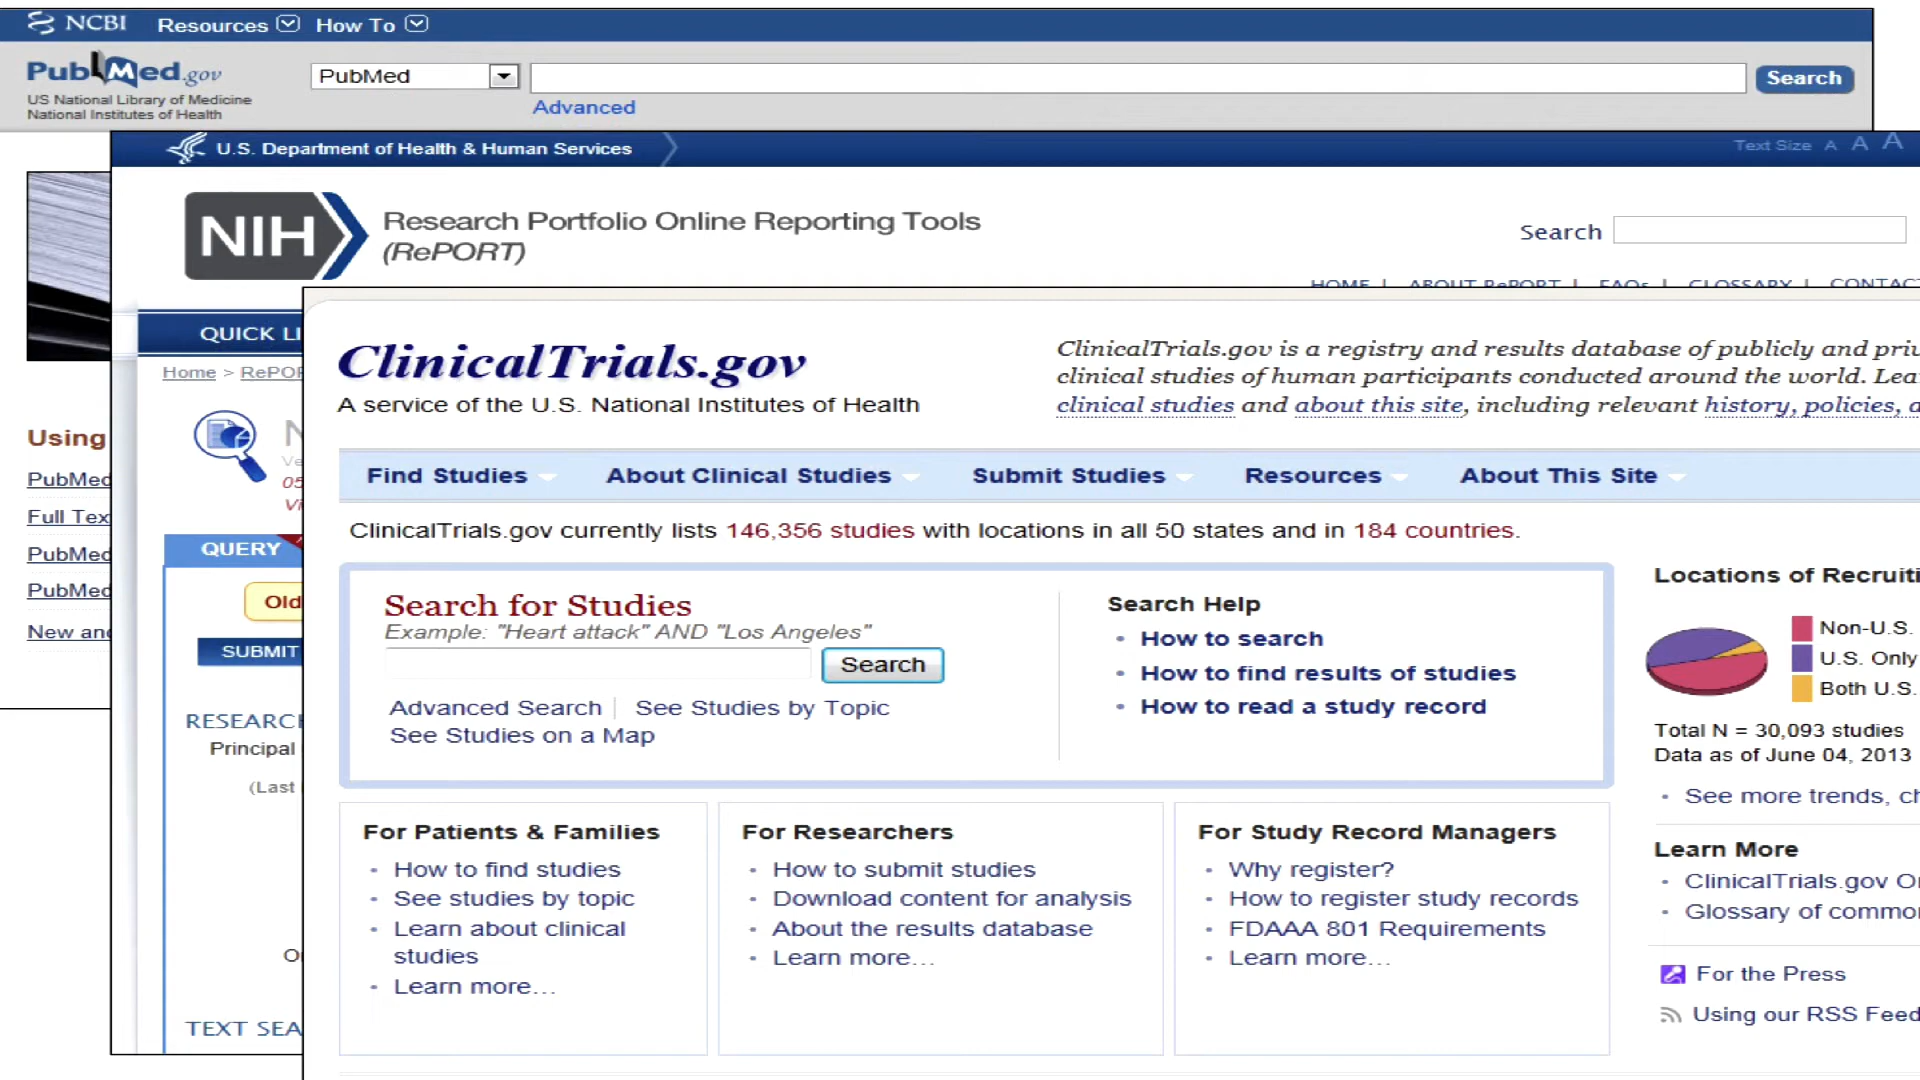 NCBI Resources How To
PubMed.gov
US National Library of Medicine
National Institutes of Health
PubMed
Search
Advanced
U.S. Department of Health & Human Services
Text Size A A A
NIH
Research Portfolio Online Reporting Tools
(RePORT)
Search
HOME | ABOUT RePORT | FAQs | GLOSSARY |
QUICK
Home >
Using
PubMed
Full
PubMed
PubMed
New
QUERY
Old
SUBMIT
RESEARCH
Principal
(Last
TEXT
ClinicalTrials.gov
A service of the U.S. National Institutes of Health
ClinicalTrials.gov is a registry and results database of publicly and
clinical studies of human participants conducted around the world.
clinical studies and about this site, including relevant history, policies,
Find Studies About Clinical Studies Submit Studies Resources About This Site
ClinicalTrials.gov currently lists 146,356 studies with locations in all 50 states and in 184 countries.
Search for Studies
Example: "Heart attack" AND "Los Angeles"
Search
Advanced Search | See Studies by Topic
See Studies on a Map
Search Help
• How to search
• How to find results of studies
• How to read a study record
Locations of
Non-U.S.
U.S. Only
Both U.S.
Total N = 30,093 studies
Data as of June 04, 2013
• See more trends,
Learn More
• ClinicalTrials.gov
• Glossary of
For the Press
Using our RSS
For Patients & Families
• How to find studies
• See studies by topic
• Learn about clinical
studies
• Learn more...
For Researchers
• How to submit studies
• Download content for analysis
• About the results database
• Learn more...
For Study Record Managers
• Why register?
• How to register study records
• FDAAA 801 Requirements
• Learn more...